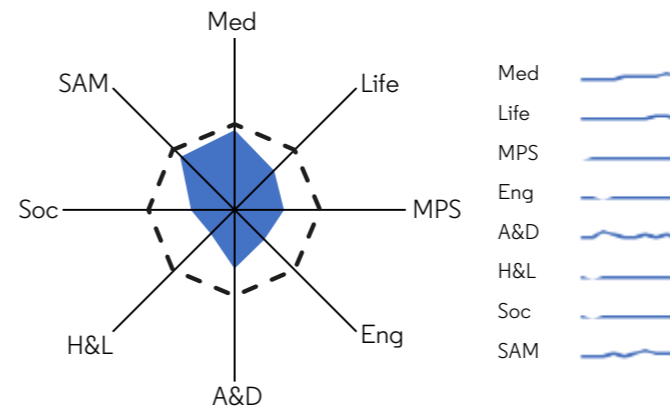 Med
SAM
Life
Soc
MPS
H&L
Eng
A&D
Med
Life
MPS
Eng
A&D
H&L
Soc
SAM